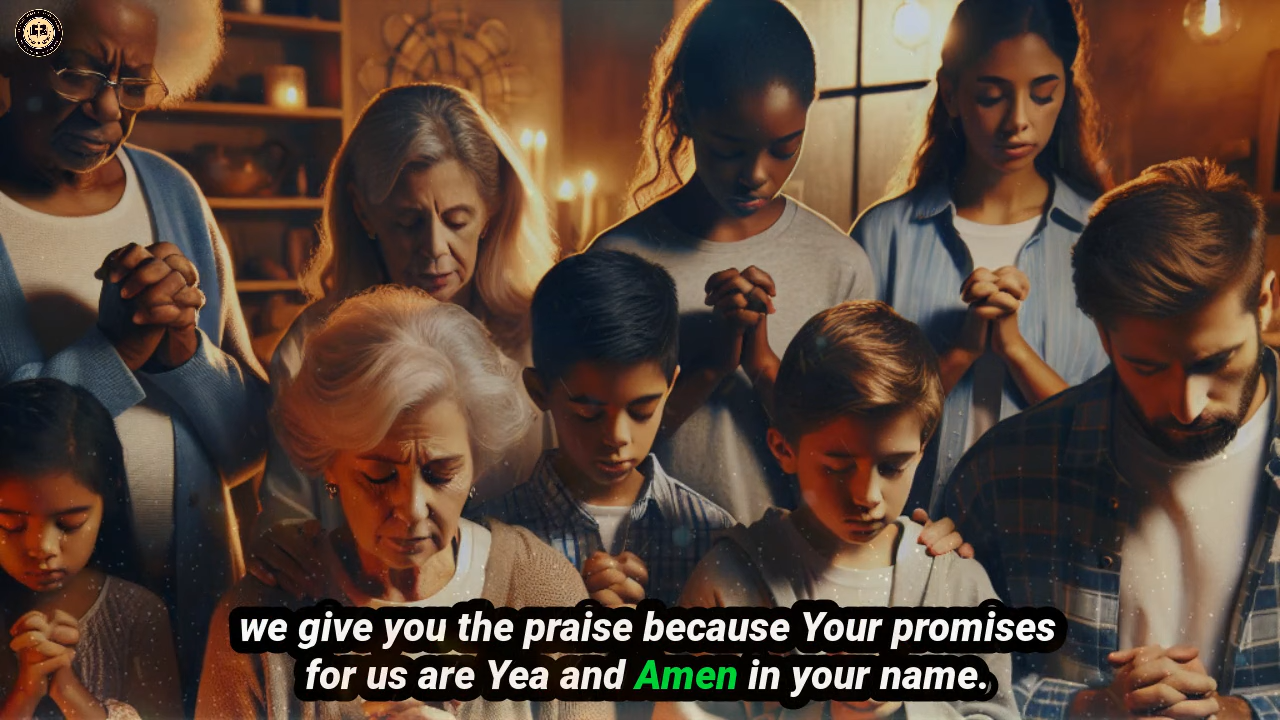 we give you the praise because Your promises
for us are Yea and Amen in your name.